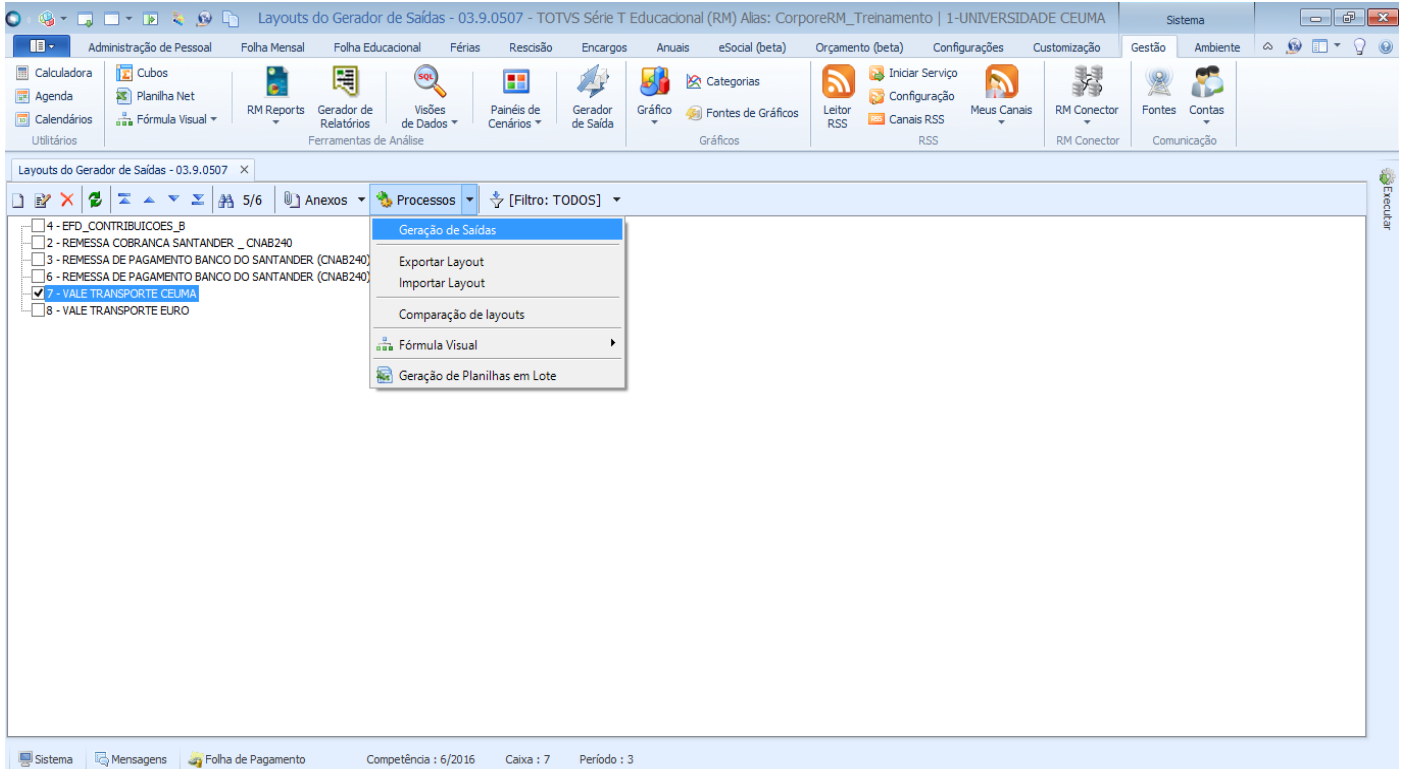 Layouts do Gerador de Saídas - 03.9.0507 - TOTVS Série T Educacional (RM) Alias: CorporeRM_Treinamento | 1-UNIVERSIDADE CEUMA
Sistema
Administração de Pessoal Folha Mensal Folha Educacional Férias Rescisão Encargos Anuais eSocial (beta) Orçamento (beta) Configurações Customização Gestão Ambiente
Calculadora
Agenda
Calendários
Utilitários
Cubos
Planilha Net
Fórmula Visual
RM Reports
Gerador de
Relatórios
SQL
Visões
de Dados
Painéis de
Cenários
Gerador
de Saída
Ferramentas de Análise
Gráfico
Categorias
Fontes de Gráficos
Gráficos
Leitor
RSS
Iniciar Serviço
Configuração
Canais RSS
Meus Canais
RSS
RM Conector
RM Conector
Fontes
Contas
Comunicação
Layouts do Gerador de Saídas - 03.9.0507
5/6 Anexos Processos [Filtro: TODOS]
Executar
4 - EFD_CONTRIBUICOES_B
2 - REMESSA COBRANCA SANTANDER _ CNAB240
3 - REMESSA DE PAGAMENTO BANCO DO SANTANDER (CNAB240)
6 - REMESSA DE PAGAMENTO BANCO DO SANTANDER (CNAB240)
7 - VALE TRANSPORTE CEUMA
8 - VALE TRANSPORTE EURO
Geração de Saídas
Exportar Layout
Importar Layout
Comparação de layouts
Fórmula Visual
Geração de Planilhas em Lote
Sistema Mensagens Folha de Pagamento Competência : 6/2016 Caixa : 7 Período : 3